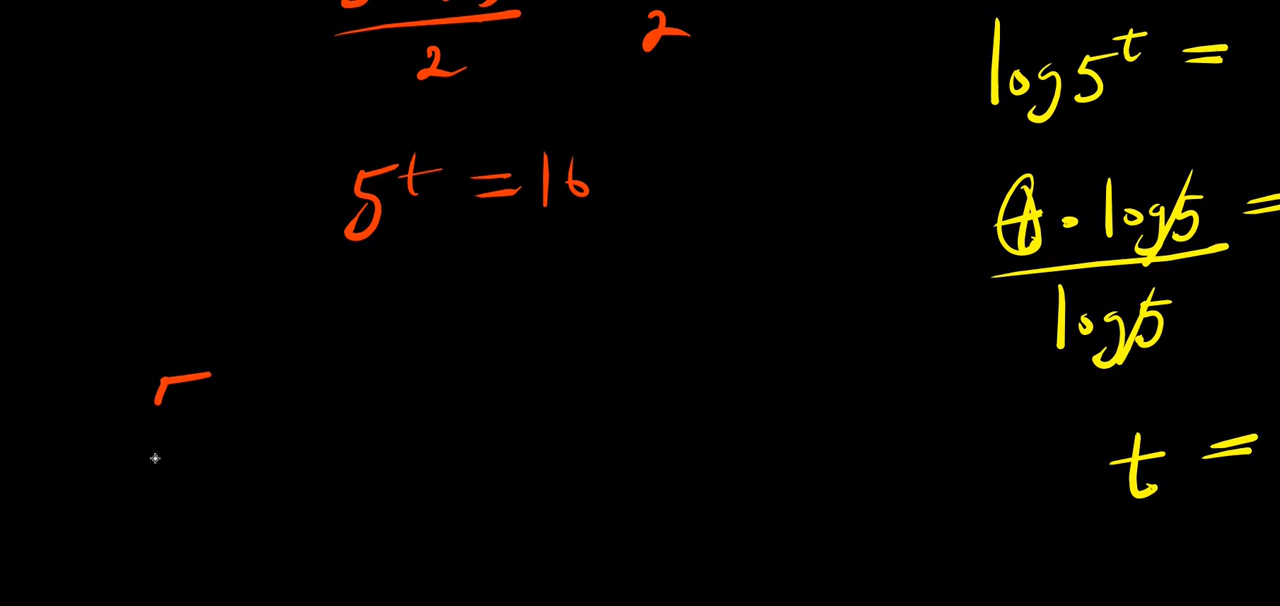 2 2
5^t = 16
log 5^t =
t · log 5 =
log 5
t =